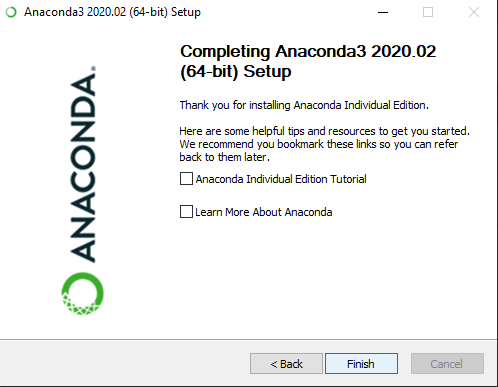 Anaconda3 2020.02 (64-bit) Setup
Completing Anaconda3 2020.02
(64-bit) Setup
Thank you for installing Anaconda Individual Edition.
Here are some helpful tips and resources to get you started.
We recommend you bookmark these links so you can refer
back to them later.
Anaconda Individual Edition Tutorial
Learn More About Anaconda
ANACONDA.
< Back
Finish
Cancel